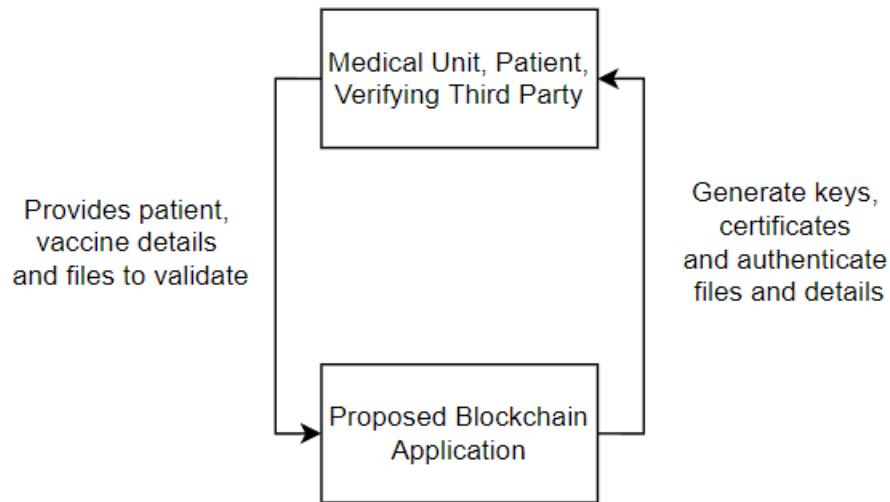 Medical Unit, Patient,
Verifying Third Party
Provides patient,
vaccine details
and files to validate
Generate keys,
certificates
and authenticate
files and details
Proposed Blockchain
Application